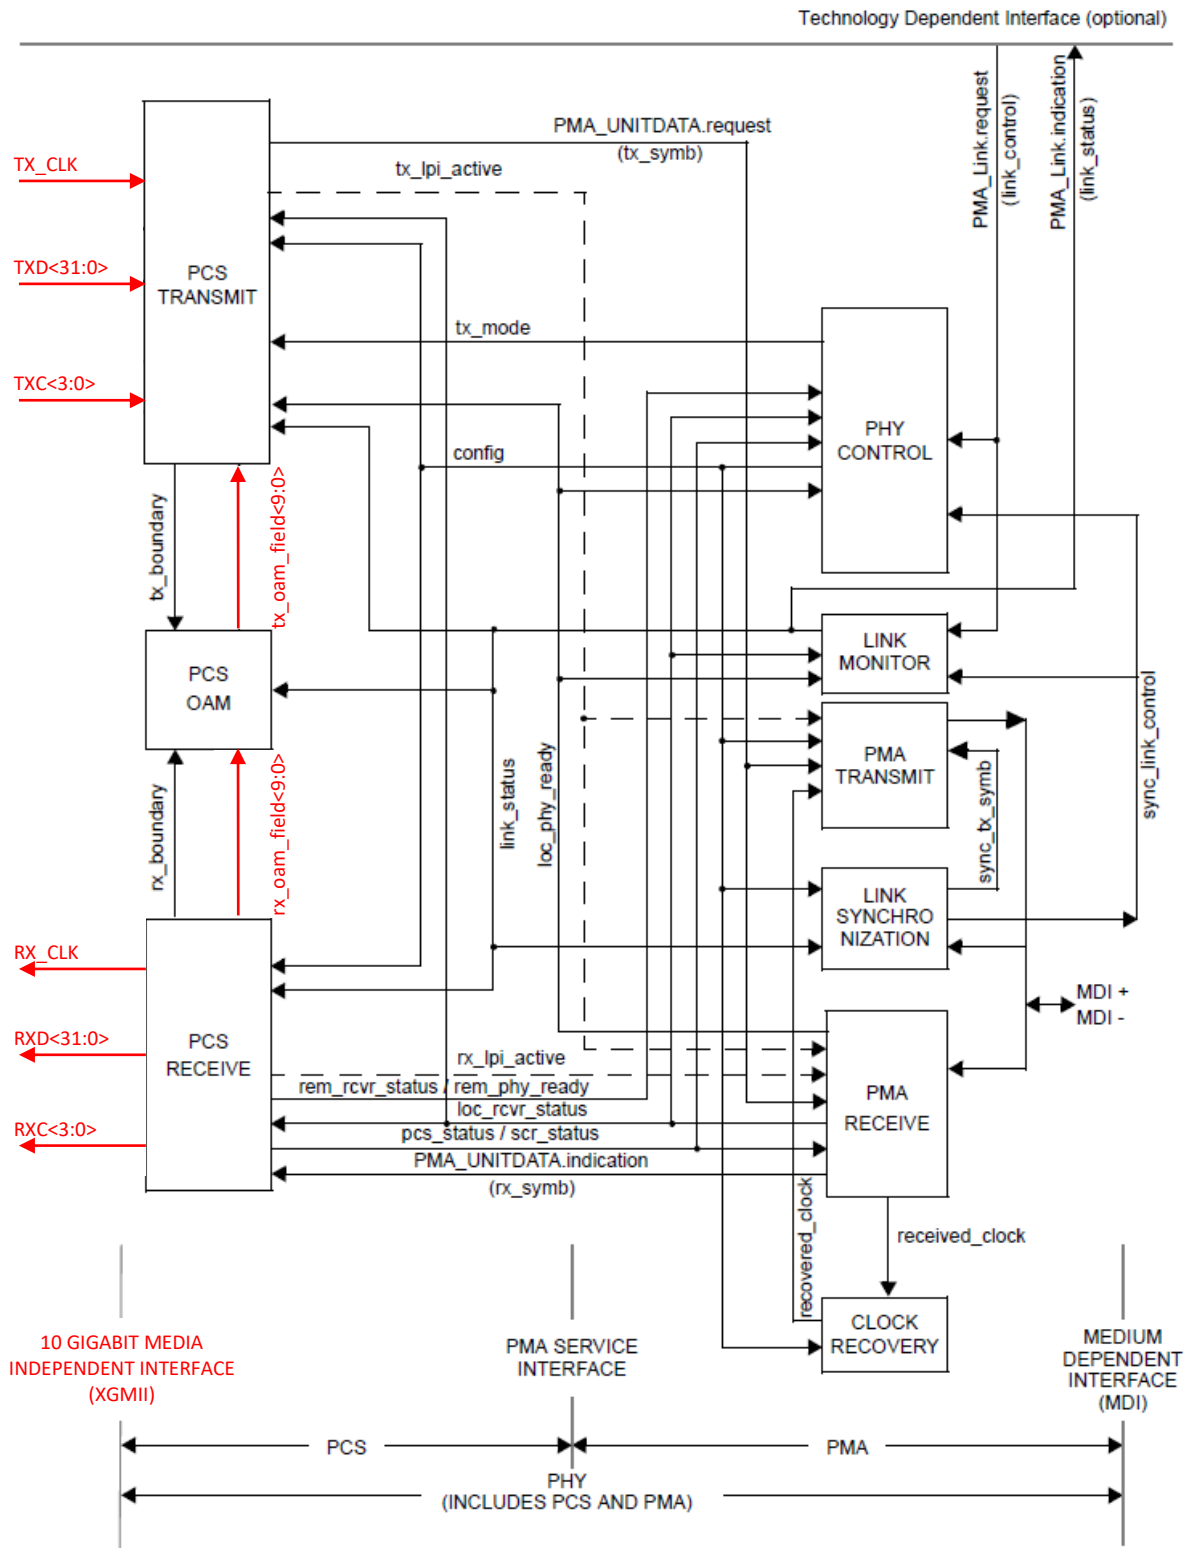 Technology Dependent Interface (optional)
PMA_Link.request
(link_control)
PMA_Link.indication
(link_status)
PMA_UNITDATA.request
(tx_symb)
TX_CLK
tx_lpi_active
TXD<31:0>
PCS
TRANSMIT
tx_mode
TXC<3:0>
PHY
CONTROL
config
tx_boundary
tx_oam_field<9:0>
PCS
OAM
LINK
MONITOR
PMA
TRANSMIT
link_status
loc_phy_ready
sync_tx_symb
sync_link_control
rx_boundary
rx_oam_field<9:0>
LINK
SYNCHRO
NIZATION
RX_CLK
MDI +
MDI -
RXD<31:0>
PCS
RECEIVE
rx_lpi_active
rem_rcvr_status / rem_phy_ready
loc_rcvr_status
PMA
RECEIVE
RXC<3:0>
pcs_status / scr_status
PMA_UNITDATA.indication
(rx_symb)
recovered_clock
received_clock
CLOCK
RECOVERY
10 GIGABIT MEDIA
INDEPENDENT INTERFACE
(XGMII)
PMA SERVICE
INTERFACE
MEDIUM
DEPENDENT
INTERFACE
(MDI)
PCS
PMA
PHY
(INCLUDES PCS AND PMA)